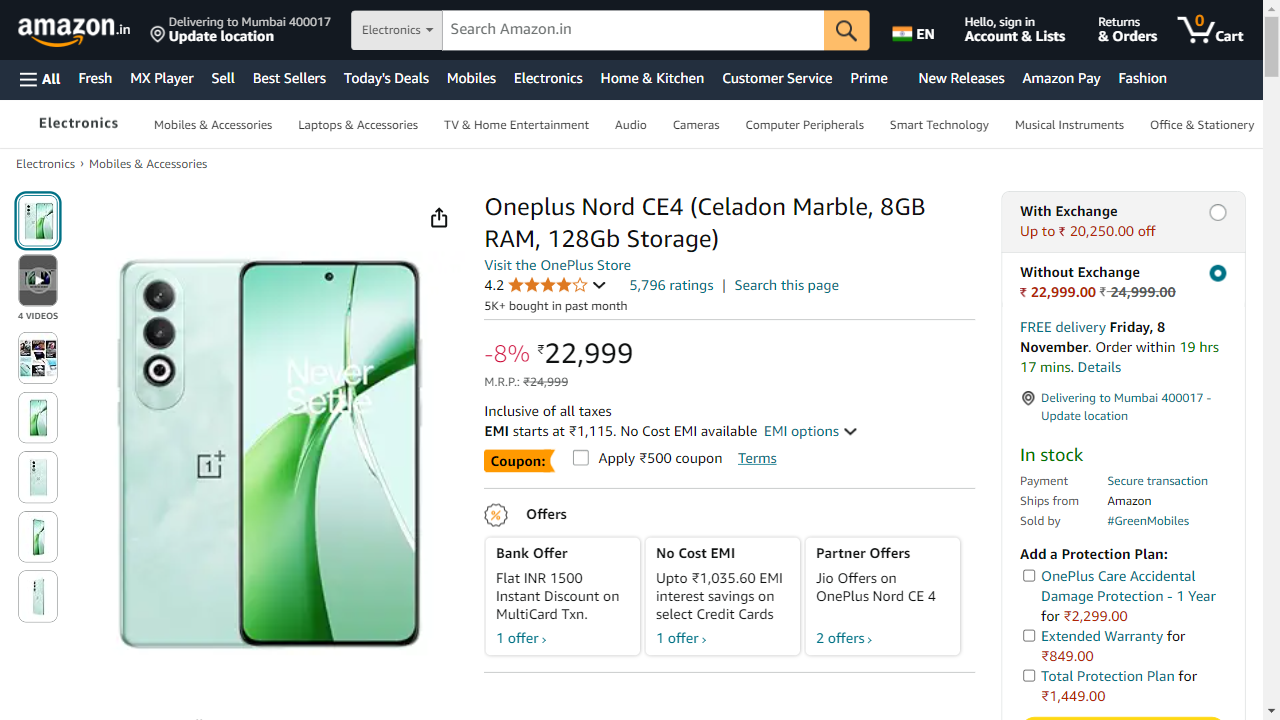 amazon.in
Delivering to Mumbai 400017
Update location
Electronics
Search Amazon.in
EN
Hello, sign in
Account & Lists
Returns
& Orders
0
Cart
All
Fresh
MX Player
Sell
Best Sellers
Today's Deals
Mobiles
Electronics
Home & Kitchen
Customer Service
Prime
New Releases
Amazon Pay
Fashion
Electronics
Mobiles & Accessories
Laptops & Accessories
TV & Home Entertainment
Audio
Cameras
Computer Peripherals
Smart Technology
Musical Instruments
Office & Stationery
Electronics › Mobiles & Accessories
4 VIDEOS
Never
Settle
Oneplus Nord CE4 (Celadon Marble, 8GB
RAM, 128Gb Storage)
Visit the OnePlus Store
4.2
5,796 ratings | Search this page
5K+ bought in past month
-8% ₹22,999
M.R.P.: ₹24,999
Inclusive of all taxes
EMI starts at ₹1,115. No Cost EMI available EMI options
Coupon:
Apply ₹500 coupon Terms
Offers
Bank Offer
Flat INR 1500
Instant Discount on
MultiCard Txn.
1 offer ›
No Cost EMI
Upto ₹1,035.60 EMI
interest savings on
select Credit Cards
1 offer ›
Partner Offers
Jio Offers on
OnePlus Nord CE 4
2 offers ›
With Exchange
Up to ₹ 20,250.00 off
Without Exchange
₹ 22,999.00 ₹ 24,999.00
FREE delivery Friday, 8
November. Order within 19 hrs
17 mins. Details
Delivering to Mumbai 400017 -
Update location
In stock
Payment Secure transaction
Ships from Amazon
Sold by #GreenMobiles
Add a Protection Plan:
OnePlus Care Accidental
Damage Protection - 1 Year
for ₹2,299.00
Extended Warranty for
₹849.00
Total Protection Plan for
₹1,449.00